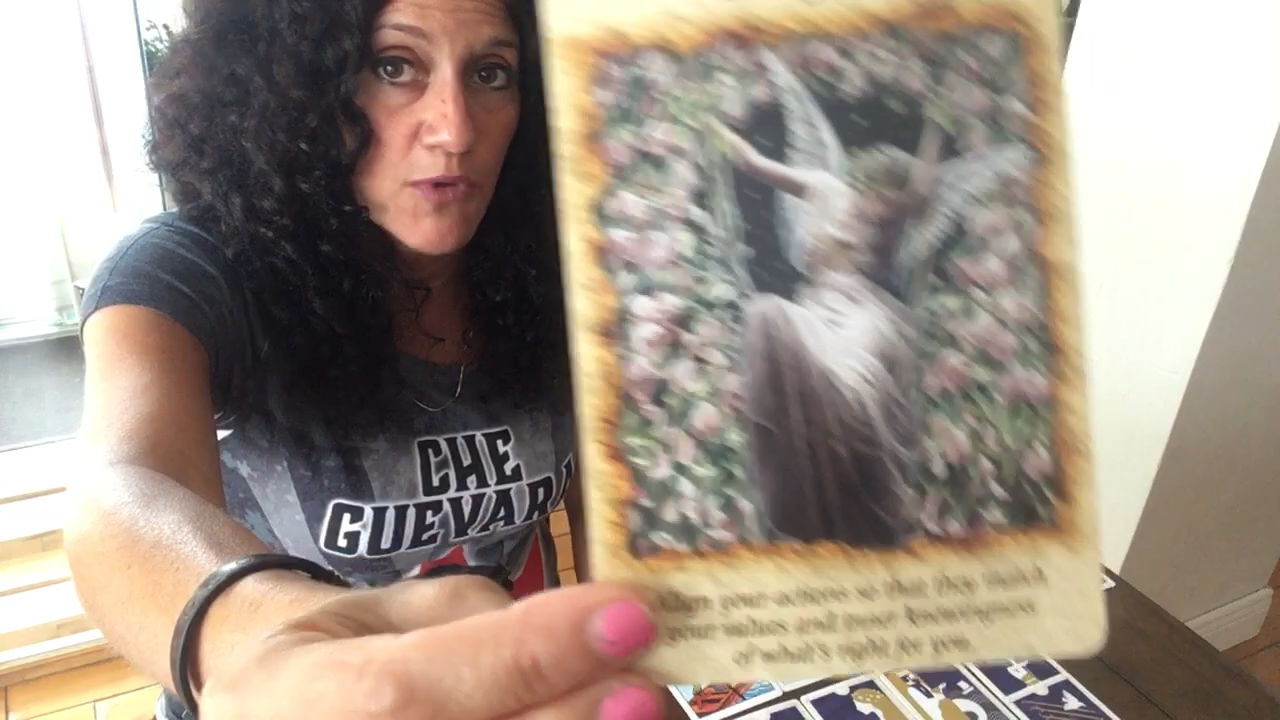 CHE
GUEVARA
Align your actions so that they match
your values and inner knowingness
of what's right for you.